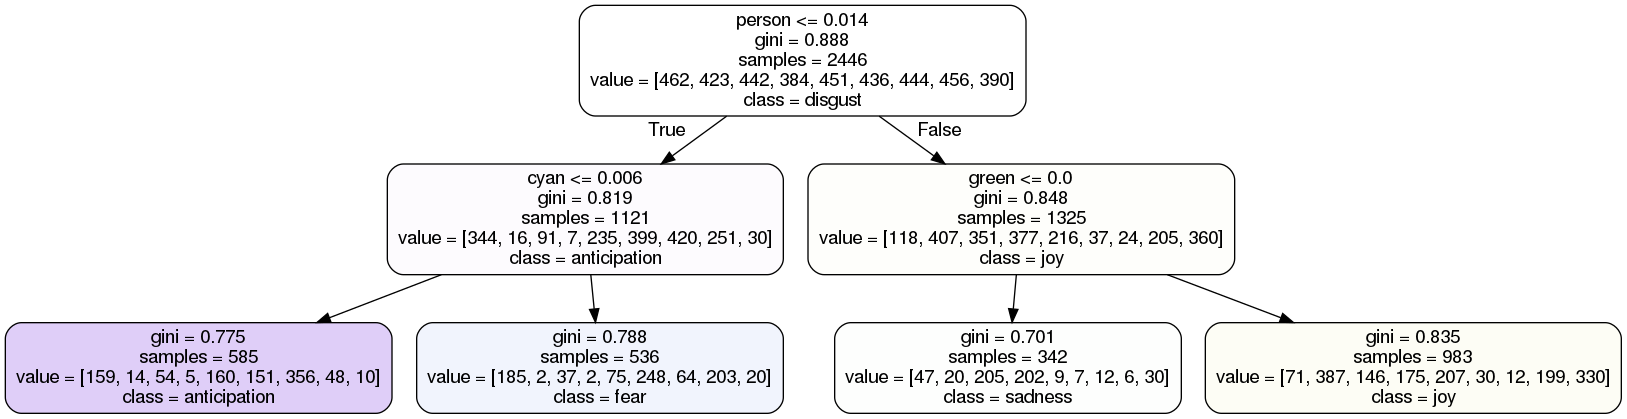 person <= 0.014
gini = 0.888
samples = 2446
value = [462, 423, 442, 384, 451, 436, 444, 456, 390]
class = disgust
True
False
cyan <= 0.006
gini = 0.819
samples = 1121
value = [344, 16, 91, 7, 235, 399, 420, 251, 30]
class = anticipation
green <= 0.0
gini = 0.848
samples = 1325
value = [118, 407, 351, 377, 216, 37, 24, 205, 360]
class = joy
gini = 0.775
samples = 585
value = [159, 14, 54, 5, 160, 151, 356, 48, 10]
class = anticipation
gini = 0.788
samples = 536
value = [185, 2, 37, 2, 75, 248, 64, 203, 20]
class = fear
gini = 0.701
samples = 342
value = [47, 20, 205, 202, 9, 7, 12, 6, 30]
class = sadness
gini = 0.835
samples = 983
value = [71, 387, 146, 175, 207, 30, 12, 199, 330]
class = joy